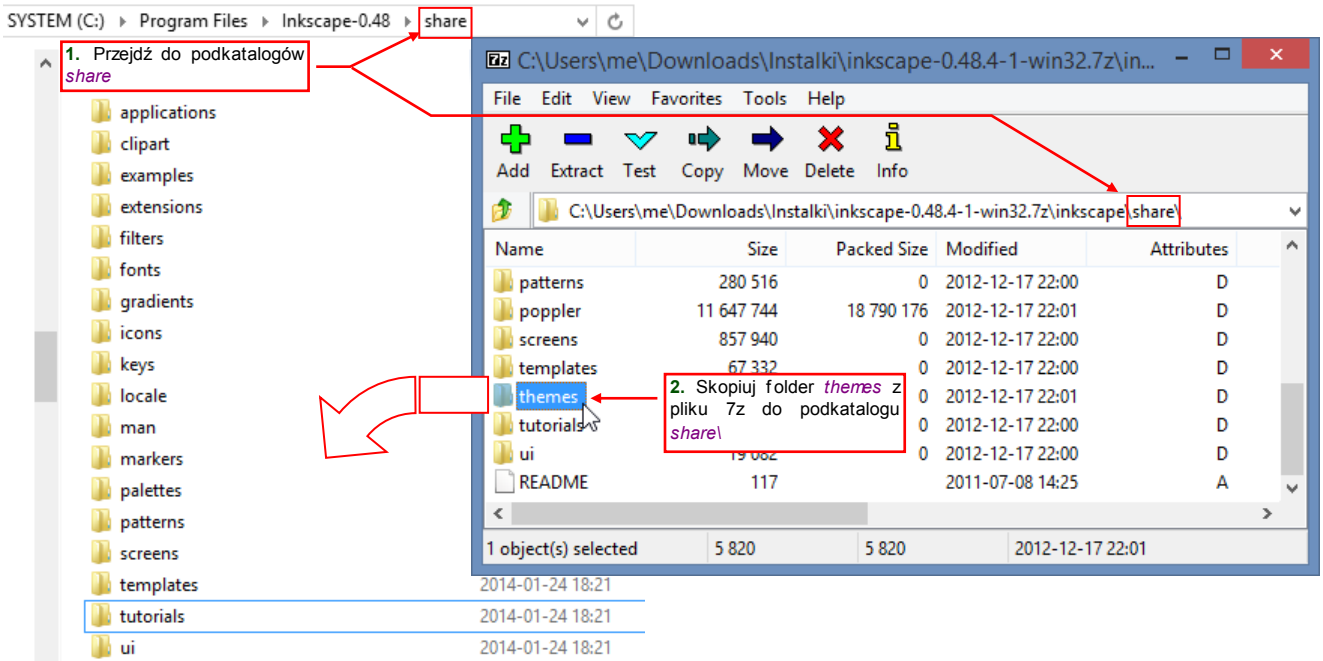 SYSTEM (C:) Program Files Inkscape-0.48 share
1. Przejdź do podkatalogów
share
applications
clipart
examples
extensions
filters
fonts
gradients
icons
keys
locale
man
markers
palettes
patterns
screens
templates 2014-01-24 18:21
tutorials 2014-01-24 18:21
ui 2014-01-24 18:21
7z C:\Users\me\Downloads\Instalki\inkscape-0.48.4-1-win32.7z\in...
File Edit View Favorites Tools Help
Add Extract Test Copy Move Delete Info
C:\Users\me\Downloads\Instalki\inkscape-0.48.4-1-win32.7z\inkscape\share\
Name Size Packed Size Modified Attributes
patterns 280 516 0 2012-12-17 22:00 D
poppler 11 647 744 18 790 176 2012-12-17 22:01 D
screens 857 940 0 2012-12-17 22:00 D
templates 67 332 0 2012-12-17 22:00 D
themes 0 2012-12-17 22:01 D
tutorials 0 2012-12-17 22:00 D
ui 19 082 0 2012-12-17 22:00 D
README 117 2011-07-08 14:25 A
2. Skopiuj folder themes z
pliku 7z do podkatalogu
share\
1 object(s) selected 5 820 5 820 2012-12-17 22:01